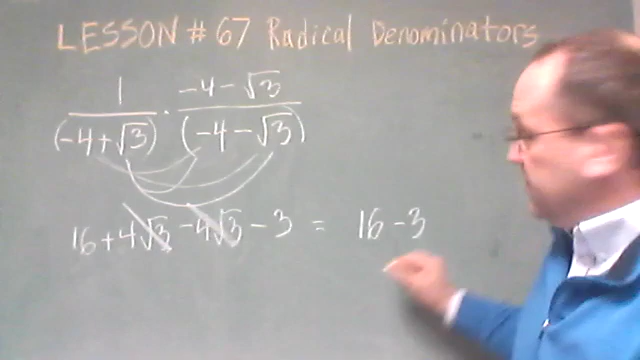 LESSON # 67 Radical Denominators
1 / (-4+√3) · -4-√3 / (-4-√3)
16 + 4√3 - 4√3 - 3 = 16 - 3